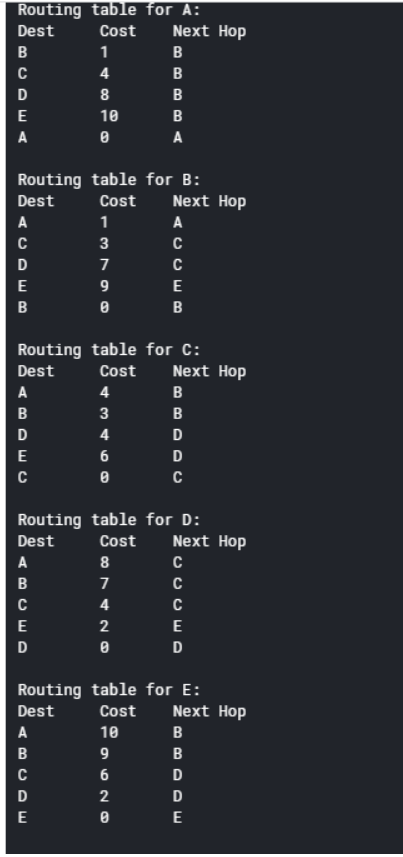 Routing table for A:
Dest Cost Next Hop
B 1 B
C 4 B
D 8 B
E 10 B
A 0 A
Routing table for B:
Dest Cost Next Hop
A 1 A
C 3 C
D 7 C
E 9 E
B 0 B
Routing table for C:
Dest Cost Next Hop
A 4 B
B 3 B
D 4 D
E 6 D
C 0 C
Routing table for D:
Dest Cost Next Hop
A 8 C
B 7 C
C 4 C
E 2 E
D 0 D
Routing table for E:
Dest Cost Next Hop
A 10 B
B 9 B
C 6 D
D 2 D
E 0 E